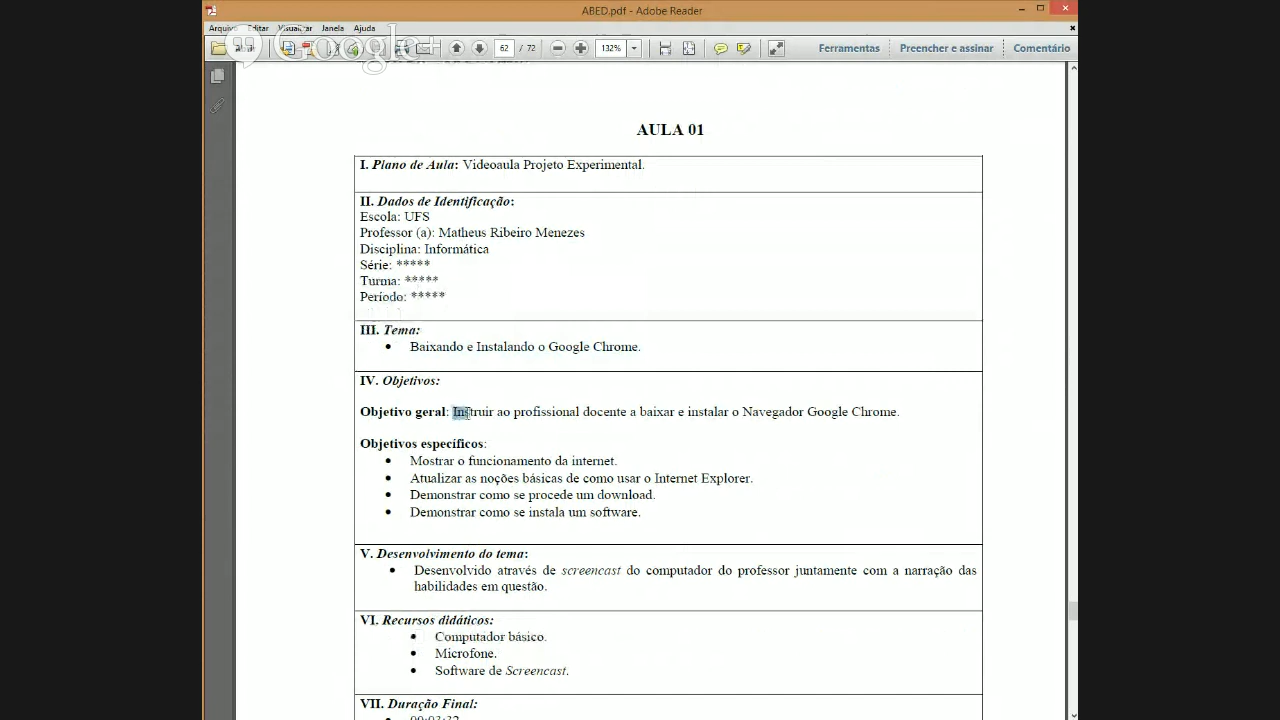 ABED.pdf - Adobe Reader
Arquivo Editar Visualizar Janela Ajuda
Google+
62 / 72 132% Ferramentas Preencher e assinar Comentário
AULA 01
I. Plano de Aula: Videoaula Projeto Experimental.
II. Dados de Identificação:
Escola: UFS
Professor (a): Matheus Ribeiro Menezes
Disciplina: Informática
Série: *****
Turma: *****
Período: *****
III. Tema:
• Baixando e Instalando o Google Chrome.
IV. Objetivos:
Objetivo geral: Instruir ao profissional docente a baixar e instalar o Navegador Google Chrome.
Objetivos específicos:
• Mostrar o funcionamento da internet.
• Atualizar as noções básicas de como usar o Internet Explorer.
• Demonstrar como se procede um download.
• Demonstrar como se instala um software.
V. Desenvolvimento do tema:
• Desenvolvido através de screencast do computador do professor juntamente com a narração das
habilidades em questão.
VI. Recursos didáticos:
• Computador básico.
• Microfone.
• Software de Screencast.
VII. Duração Final:
• 00:03:32